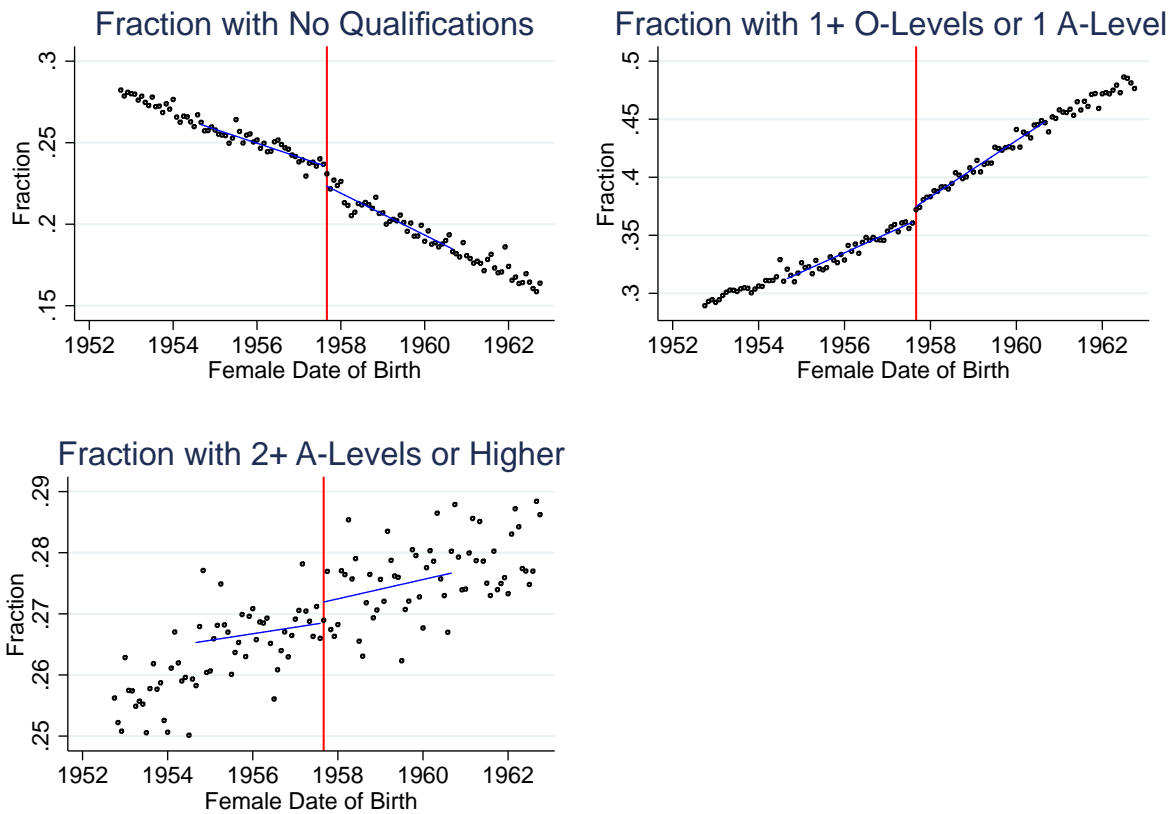 Fraction with No Qualifications
.3
.25
.2
.15
Fraction
1952 1954 1956 1958 1960 1962
Female Date of Birth
Fraction with 1+ O-Levels or 1 A-Level
.5
.45
.4
.35
.3
Fraction
1952 1954 1956 1958 1960 1962
Female Date of Birth
Fraction with 2+ A-Levels or Higher
.29
.28
.27
.26
.25
Fraction
1952 1954 1956 1958 1960 1962
Female Date of Birth